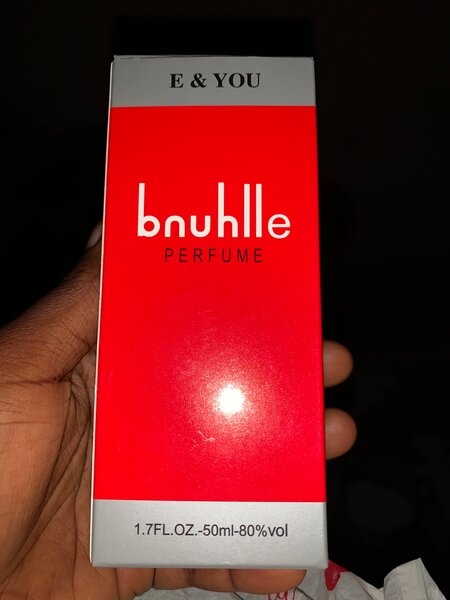 E & YOU
bnuhlle
PERFUME
1.7FL.OZ.-50ml-80%vol